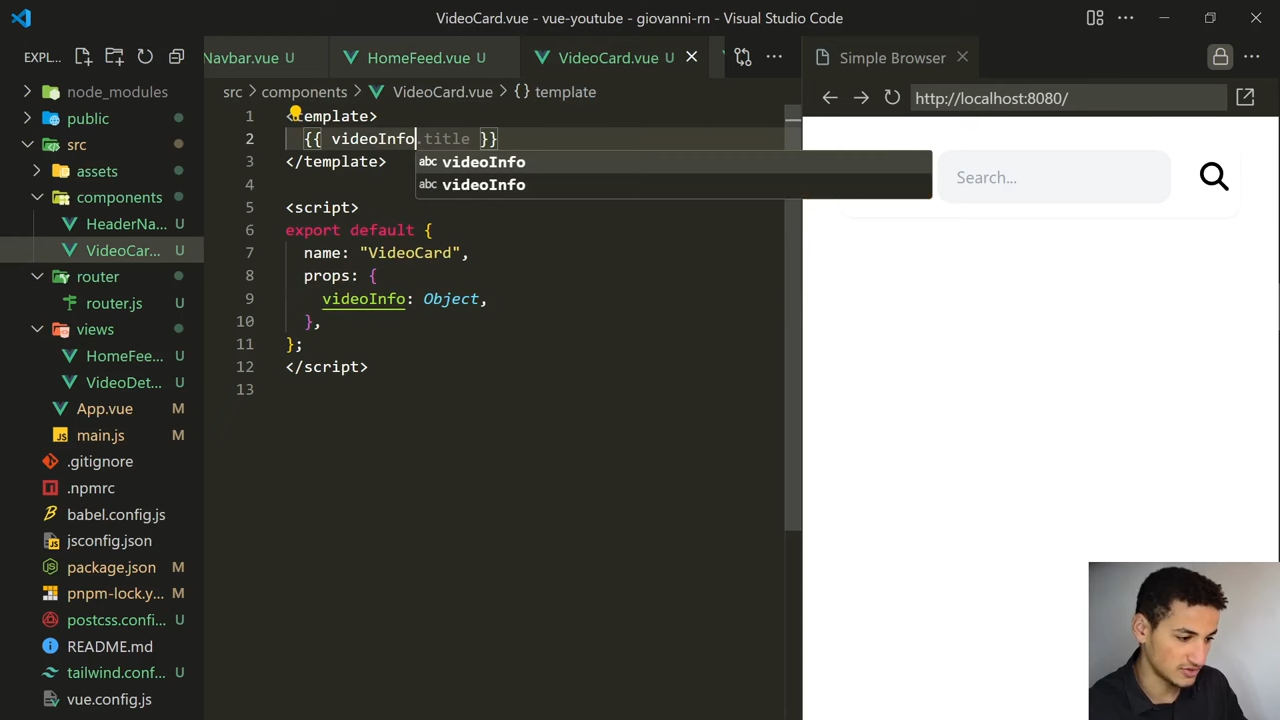 VideoCard.vue - vue-youtube - giovanni-rn - Visual Studio Code
EXPL...
Navbar.vue U
HomeFeed.vue U
VideoCard.vue U
Simple Browser
src > components > VideoCard.vue > {} template
http://localhost:8080/
node_modules
public
src
assets
components
HeaderNa... U
VideoCar... U
router
router.js U
views
HomeFee... U
VideoDet... U
App.vue M
main.js M
.gitignore
.npmrc
babel.config.js
jsconfig.json
package.json M
pnpm-lock.y... M
postcss.confi... U
README.md
tailwind.conf... U
vue.config.js
1 <template>
2 {{ videoInfo.title }}
3 </template>
4
5 <script>
6 export default {
7 name: "VideoCard",
8 props: {
9 videoInfo: Object,
10 },
11 };
12 </script>
13
abc videoInfo
abc videoInfo
Search...